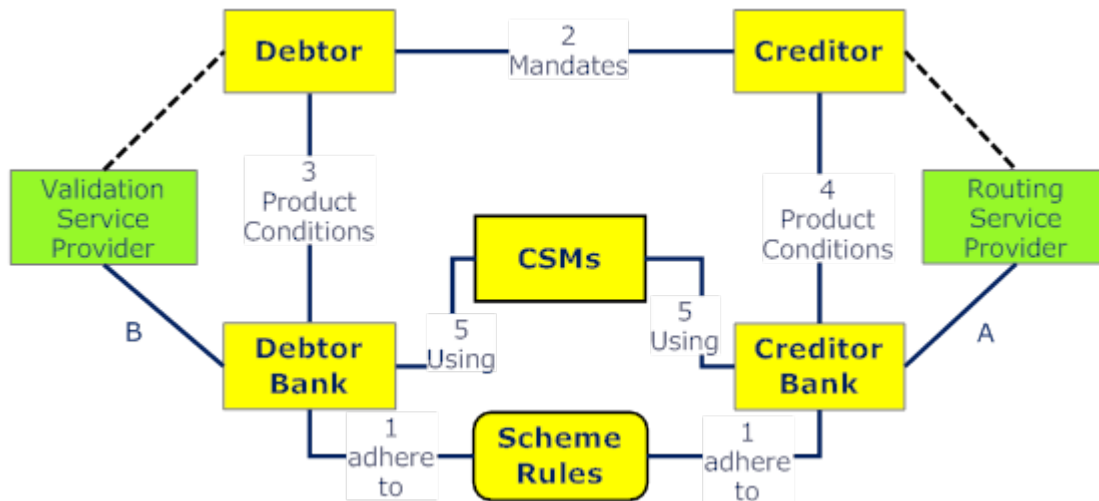 Debtor
2
Mandates
Creditor
Validation
Service
Provider
3
Product
Conditions
CSMs
4
Product
Conditions
Routing
Service
Provider
B
Debtor
Bank
5
Using
5
Using
Creditor
Bank
A
1
adhere
to
Scheme
Rules
1
adhere
to